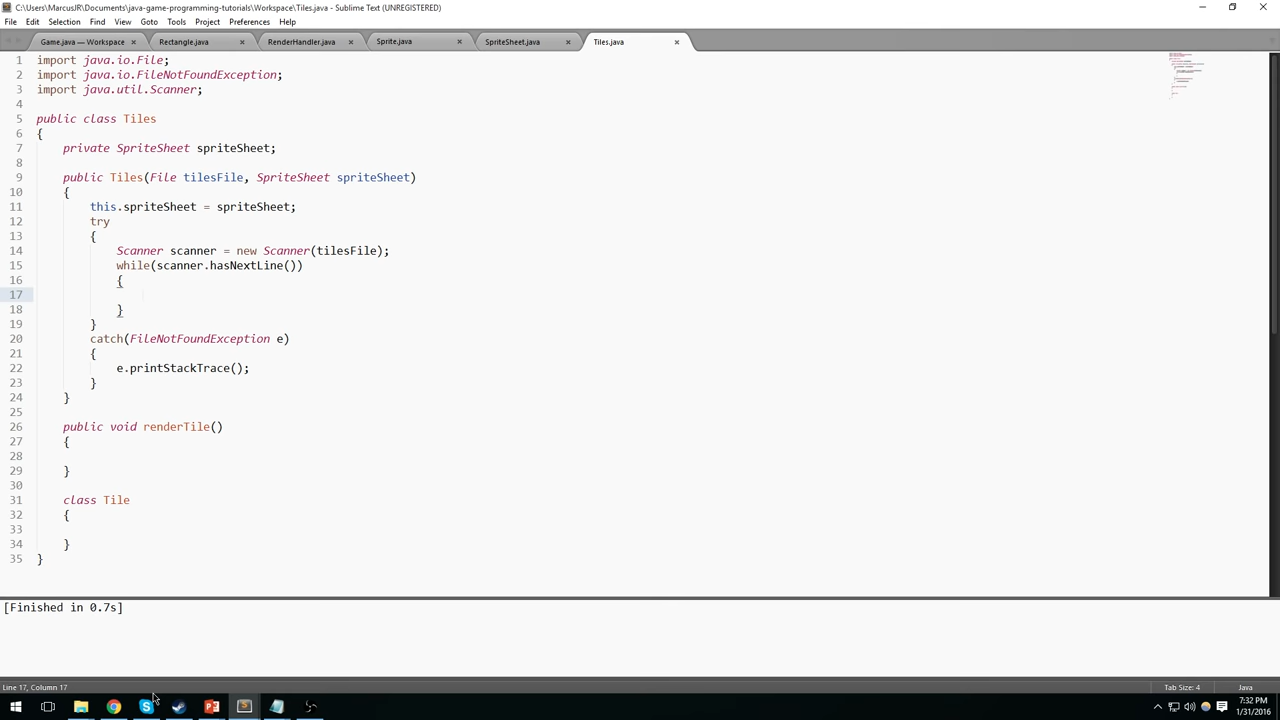 C:\Users\MarcusJR\Documents\java-game-programming-tutorials\Workspace\Tiles.java - Sublime Text (UNREGISTERED)
File Edit Selection Find View Goto Tools Project Preferences Help
Game.java — Workspace Rectangle.java RenderHandler.java Sprite.java SpriteSheet.java Tiles.java
1 import java.io.File;
2 import java.io.FileNotFoundException;
3 import java.util.Scanner;
4
5 public class Tiles
6 {
7 private SpriteSheet spriteSheet;
8
9 public Tiles(File tilesFile, SpriteSheet spriteSheet)
10 {
11 this.spriteSheet = spriteSheet;
12 try
13 {
14 Scanner scanner = new Scanner(tilesFile);
15 while(scanner.hasNextLine())
16 {
17
18 }
19 }
20 catch(FileNotFoundException e)
21 {
22 e.printStackTrace();
23 }
24 }
25
26 public void renderTile()
27 {
28
29 }
30
31 class Tile
32 {
33
34 }
35 }
[Finished in 0.7s]
Line 17, Column 17 Tab Size: 4 Java
7:32 PM
1/31/2016